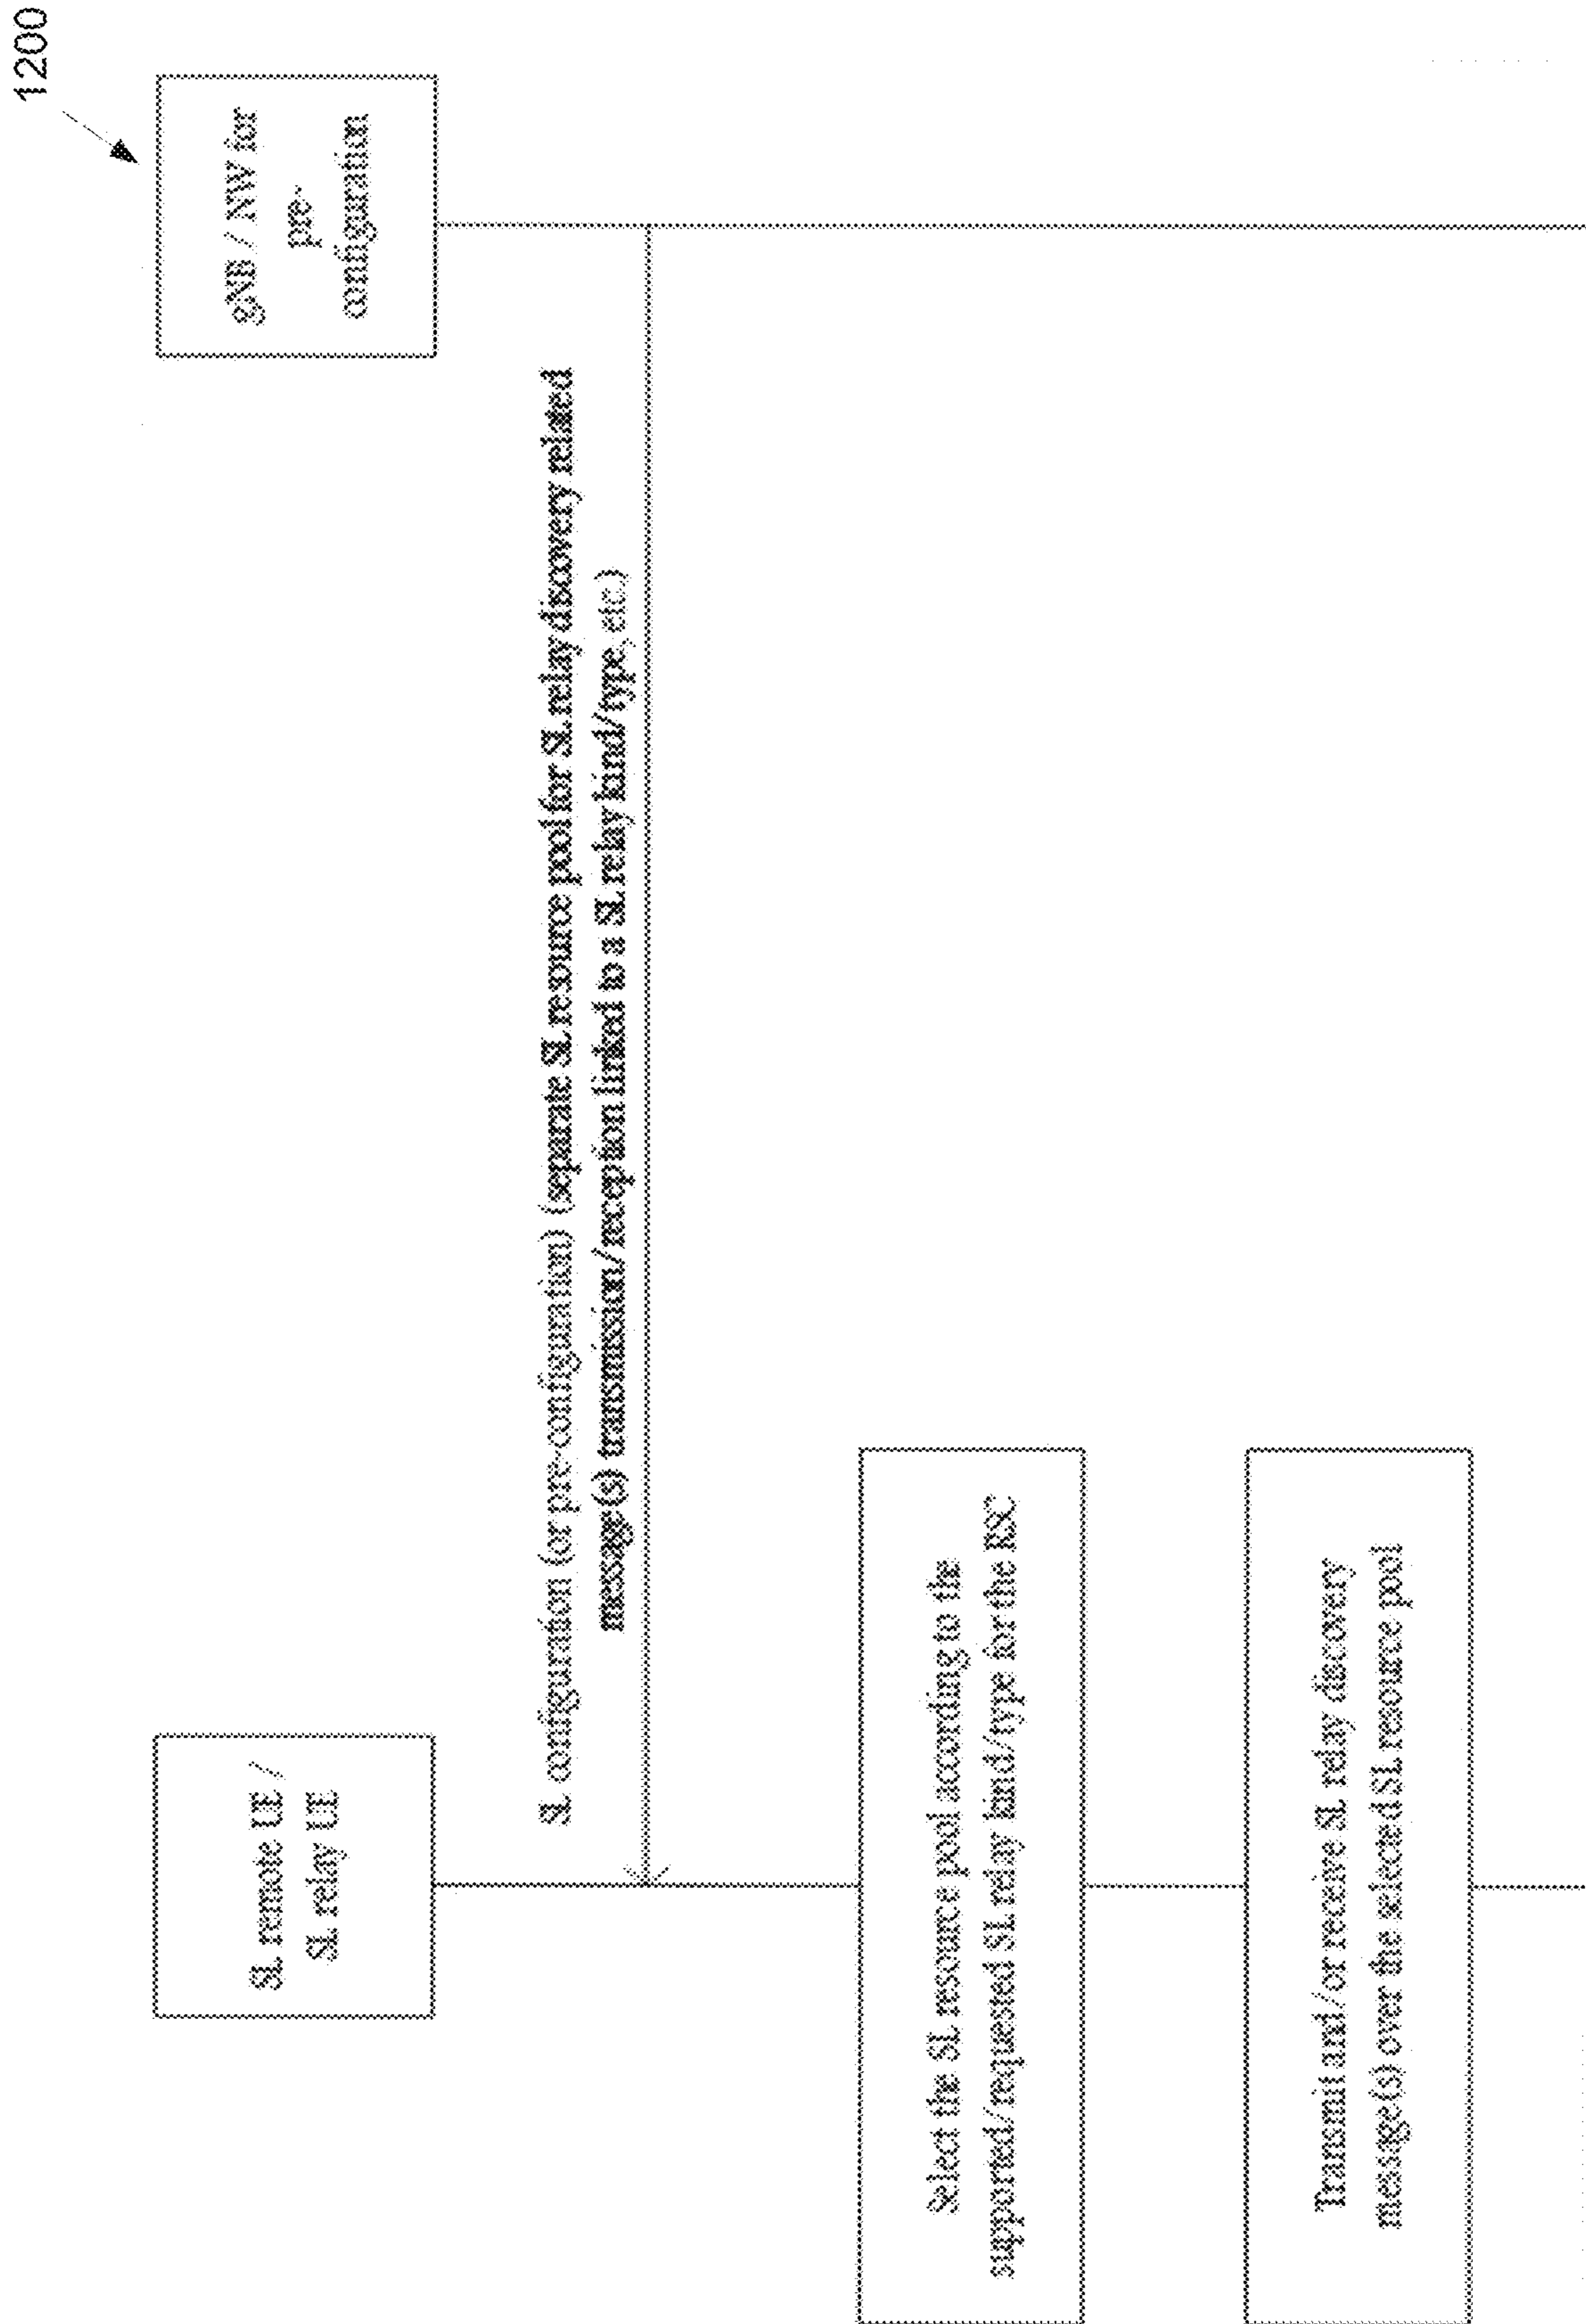 1200
SL remote UE /
SL relay UE
gNB / NW for
pre-
configuration
SL configuration (or pre-configuration) (separate SL resource pool for SL relay discovery related
message(s) transmission/reception linked to a SL relay kind/type, etc.)
Select the SL resource pool according to the
supported/requested SL relay kind/type for the RSC
Transmit and/or receive SL relay discovery
message(s) over the selected SL resource pool